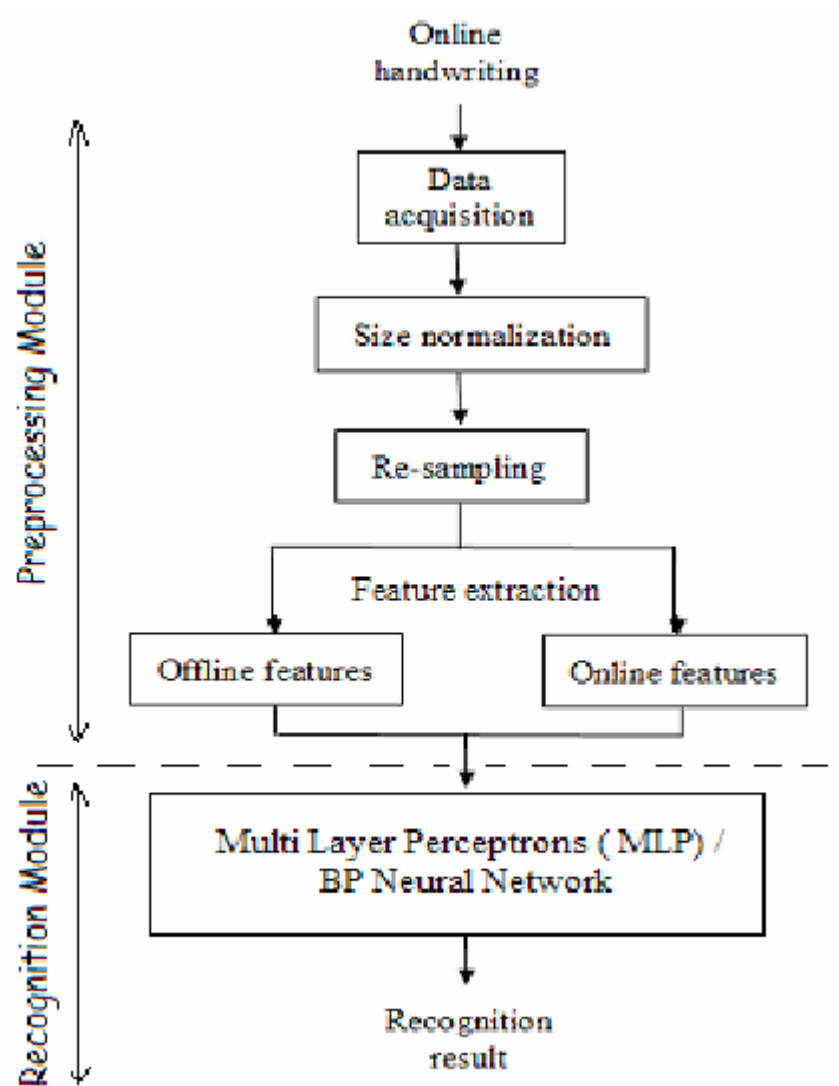 Online
handwriting
Data
acquisition
Size normalization
Re-sampling
Feature extraction
Offline features
Online features
Preprocessing Module
Multi Layer Perceptrons ( MLP) /
BP Neural Network
Recognition
result
Recognition Module